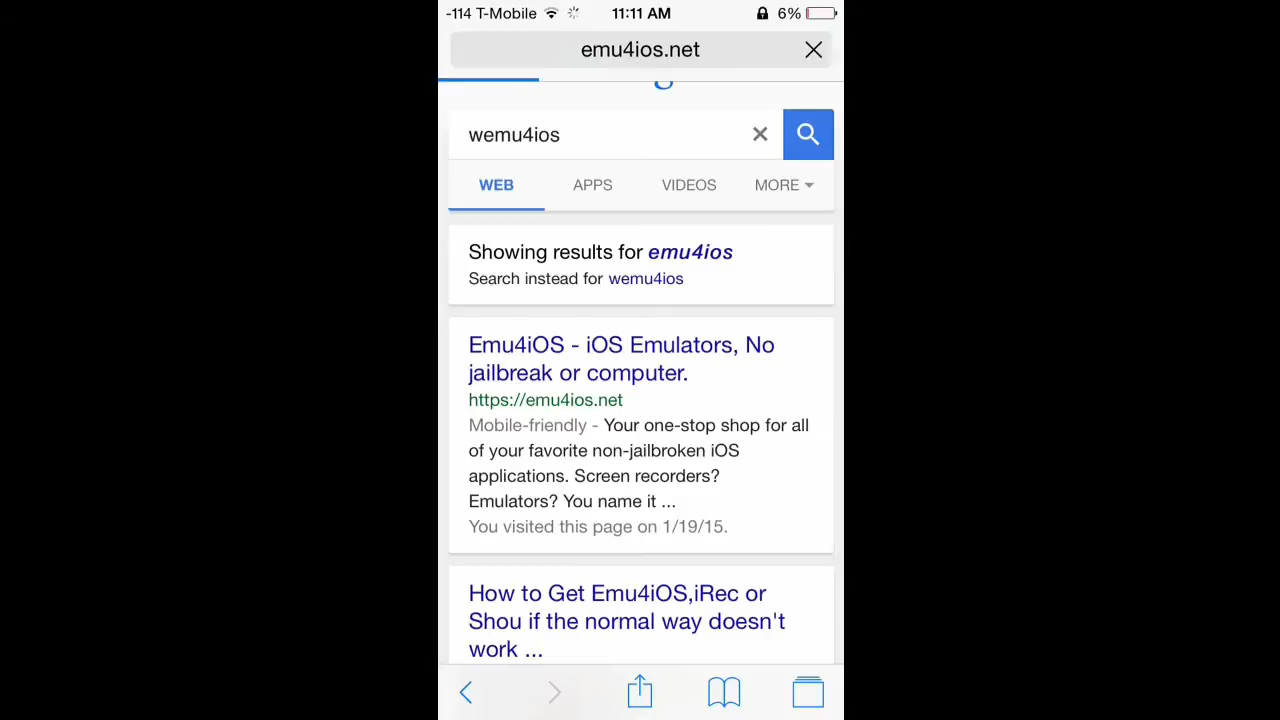 -114 T-Mobile 11:11 AM 6%
emu4ios.net
wemu4ios
WEB APPS VIDEOS MORE
Showing results for emu4ios
Search instead for wemu4ios
Emu4iOS - iOS Emulators, No
jailbreak or computer.
https://emu4ios.net
Mobile-friendly - Your one-stop shop for all
of your favorite non-jailbroken iOS
applications. Screen recorders?
Emulators? You name it ...
You visited this page on 1/19/15.
How to Get Emu4iOS,iRec or
Shou if the normal way doesn't
work ...